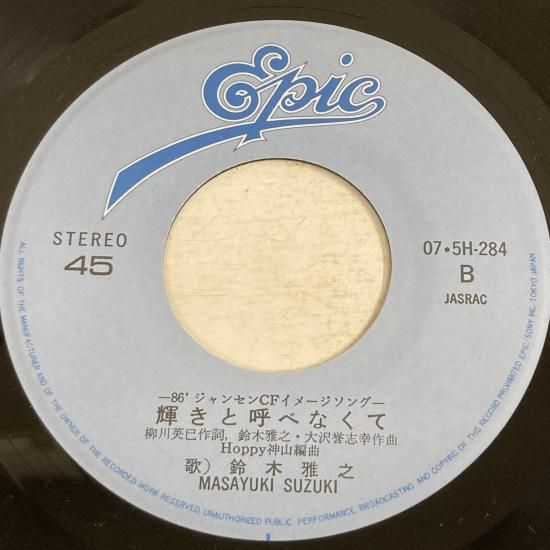 Epic
STEREO
45
07・5H-284
B
JASRAC
―86' ジャンセンCFイメージソング―
輝きと呼べなくて
柳川英巳作詞，鈴木雅之・大沢誉志幸作曲
Hoppy神山編曲
歌）鈴木雅之
MASAYUKI SUZUKI
ALL RIGHTS OF THE MANUFACTURER AND OF THE OWNER OF THE RECORDED WORK RESERVED. UNAUTHORIZED PUBLIC PERFORMANCE, BROADCASTING AND COPYING OF THIS RECORD PROHIBITED EPIC/SONY INC. TOKYO JAPAN